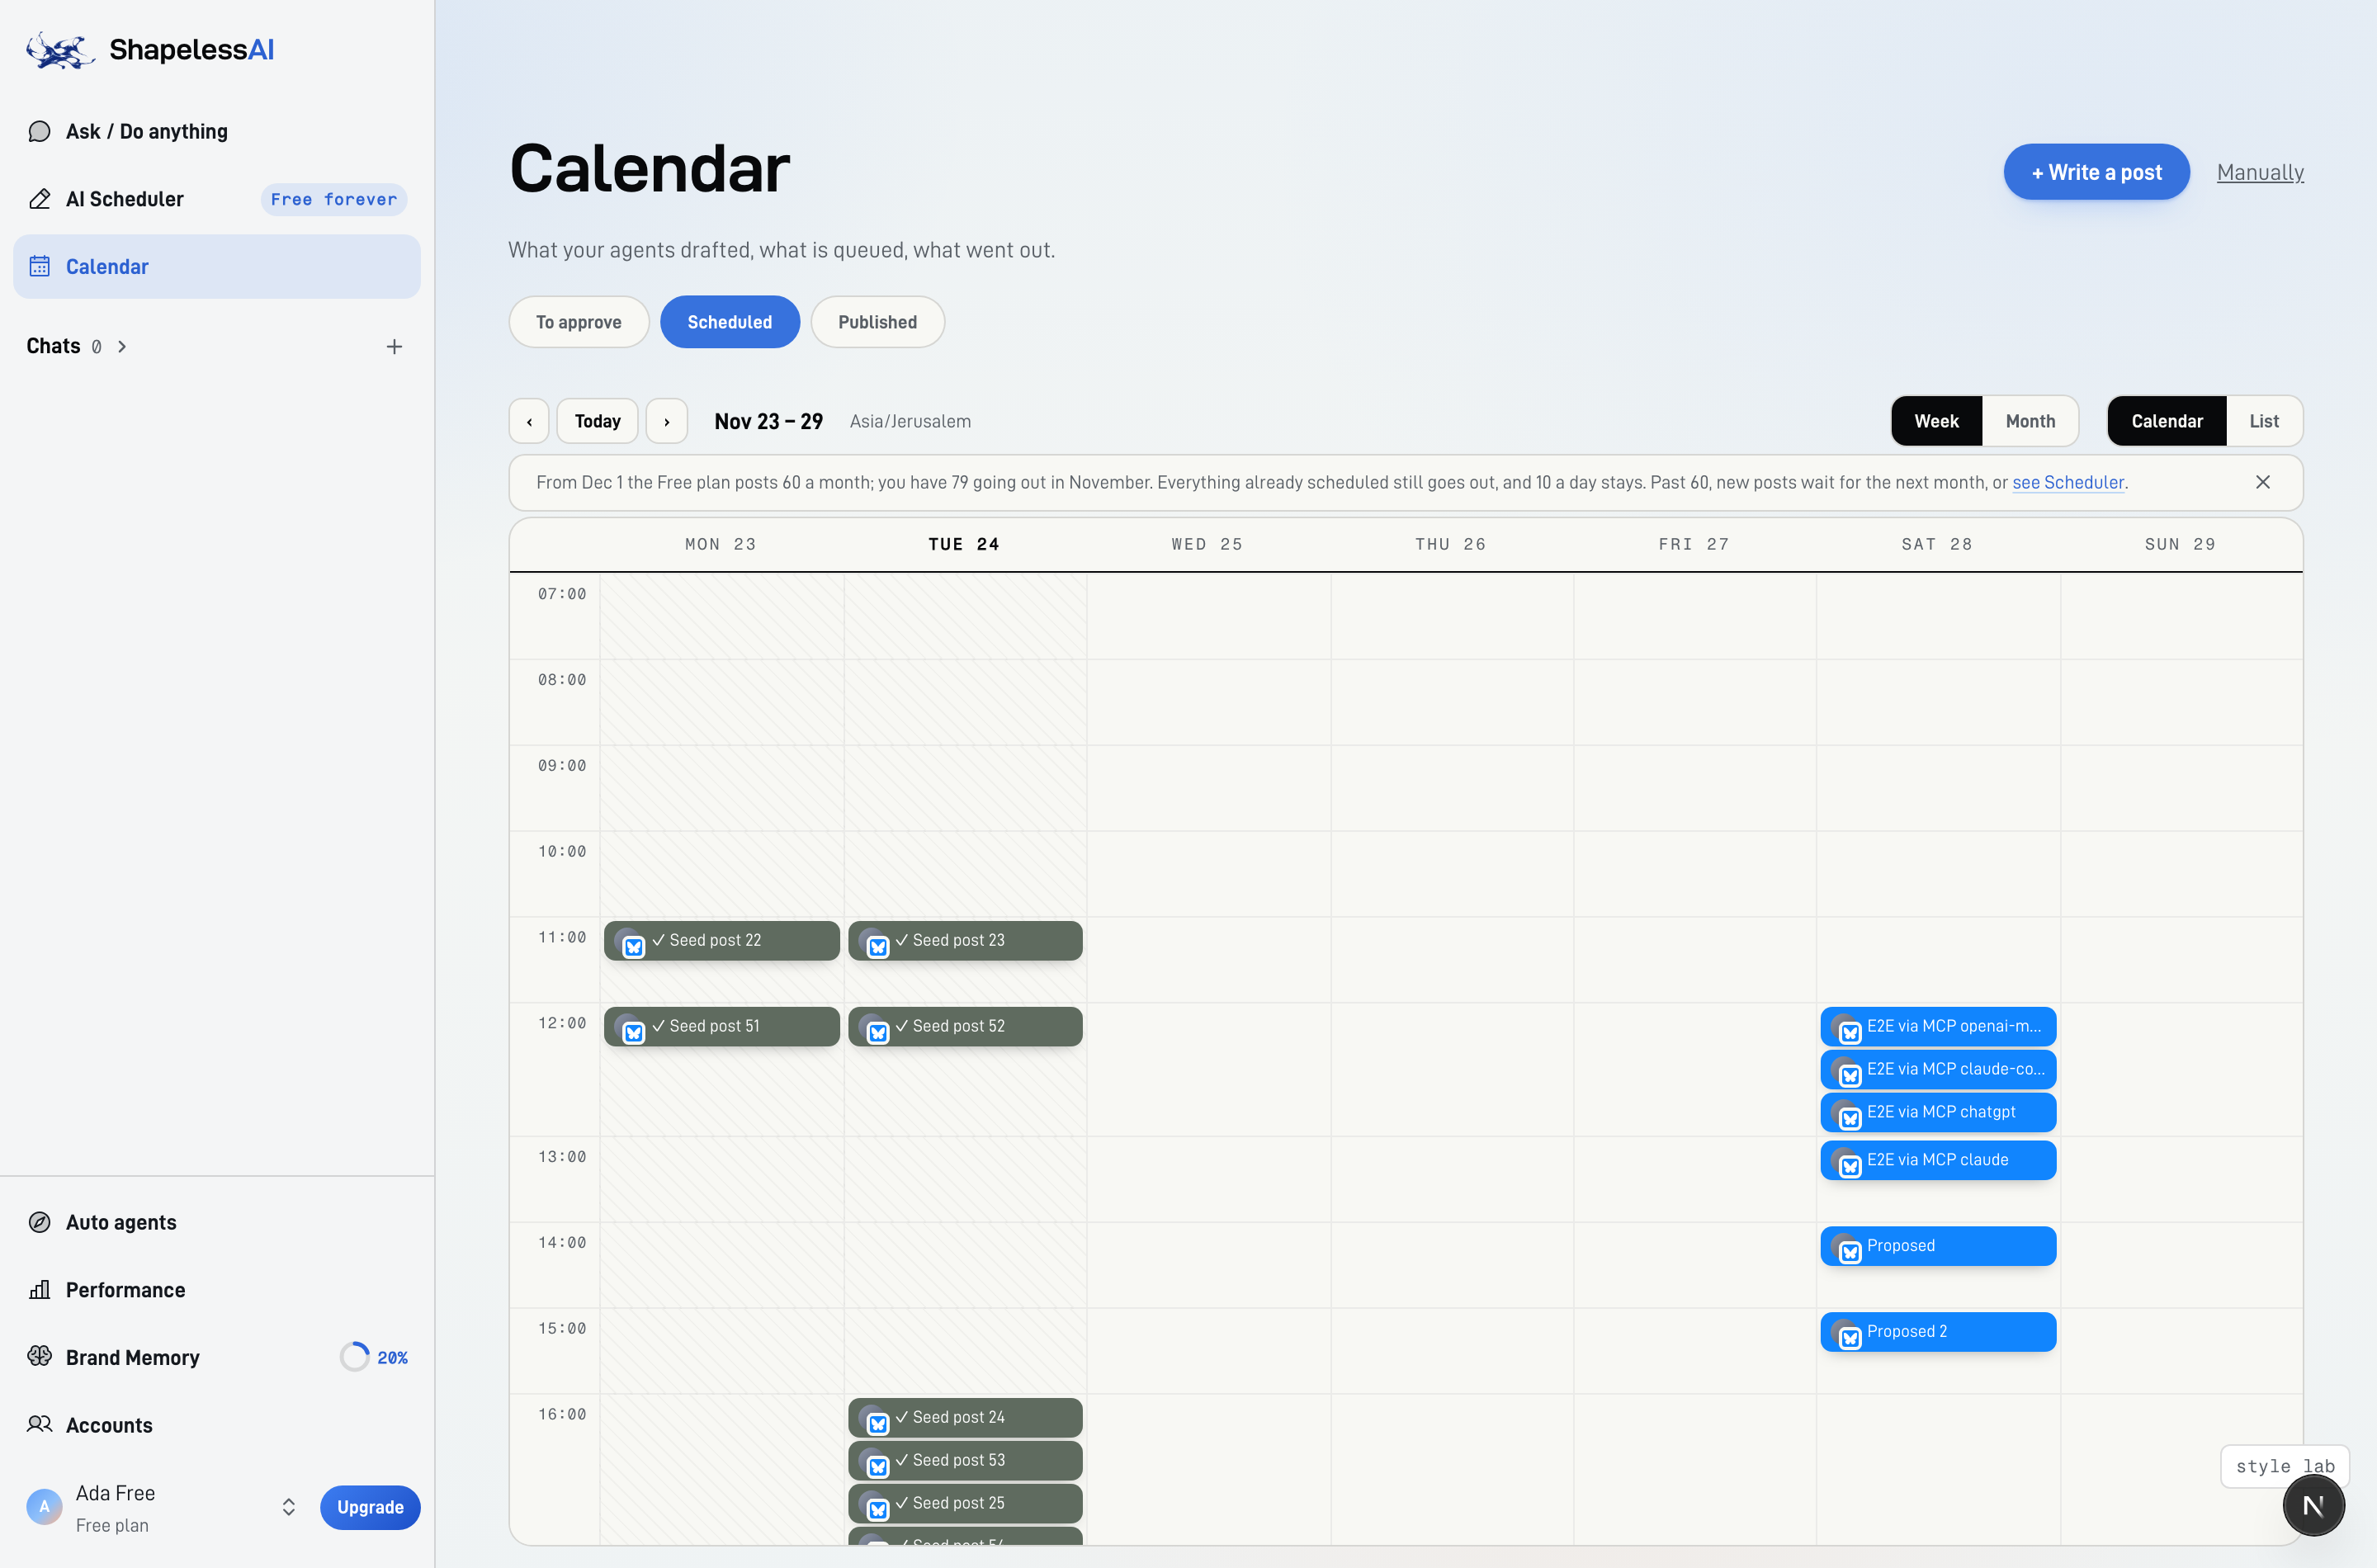 ShapelessAI
Ask / Do anything
AI Scheduler Free forever
Calendar
Chats 0
Auto agents
Performance
Brand Memory 20%
Accounts
A
Ada Free
Free plan
Upgrade
Calendar
+ Write a post Manually
What your agents drafted, what is queued, what went out.
To approve Scheduled Published
‹ Today › Nov 23 – 29 Asia/Jerusalem Week Month Calendar List
From Dec 1 the Free plan posts 60 a month; you have 79 going out in November. Everything already scheduled still goes out, and 10 a day stays. Past 60, new posts wait for the next month, or see Scheduler.
MON 23 TUE 24 WED 25 THU 26 FRI 27 SAT 28 SUN 29
07:00
08:00
09:00
10:00
11:00 ✓ Seed post 22 ✓ Seed post 23
12:00 ✓ Seed post 51 ✓ Seed post 52 E2E via MCP openai-m...
E2E via MCP claude-co...
E2E via MCP chatgpt
13:00 E2E via MCP claude
14:00 Proposed
15:00 Proposed 2
16:00 ✓ Seed post 24
✓ Seed post 53
✓ Seed post 25
style lab
N